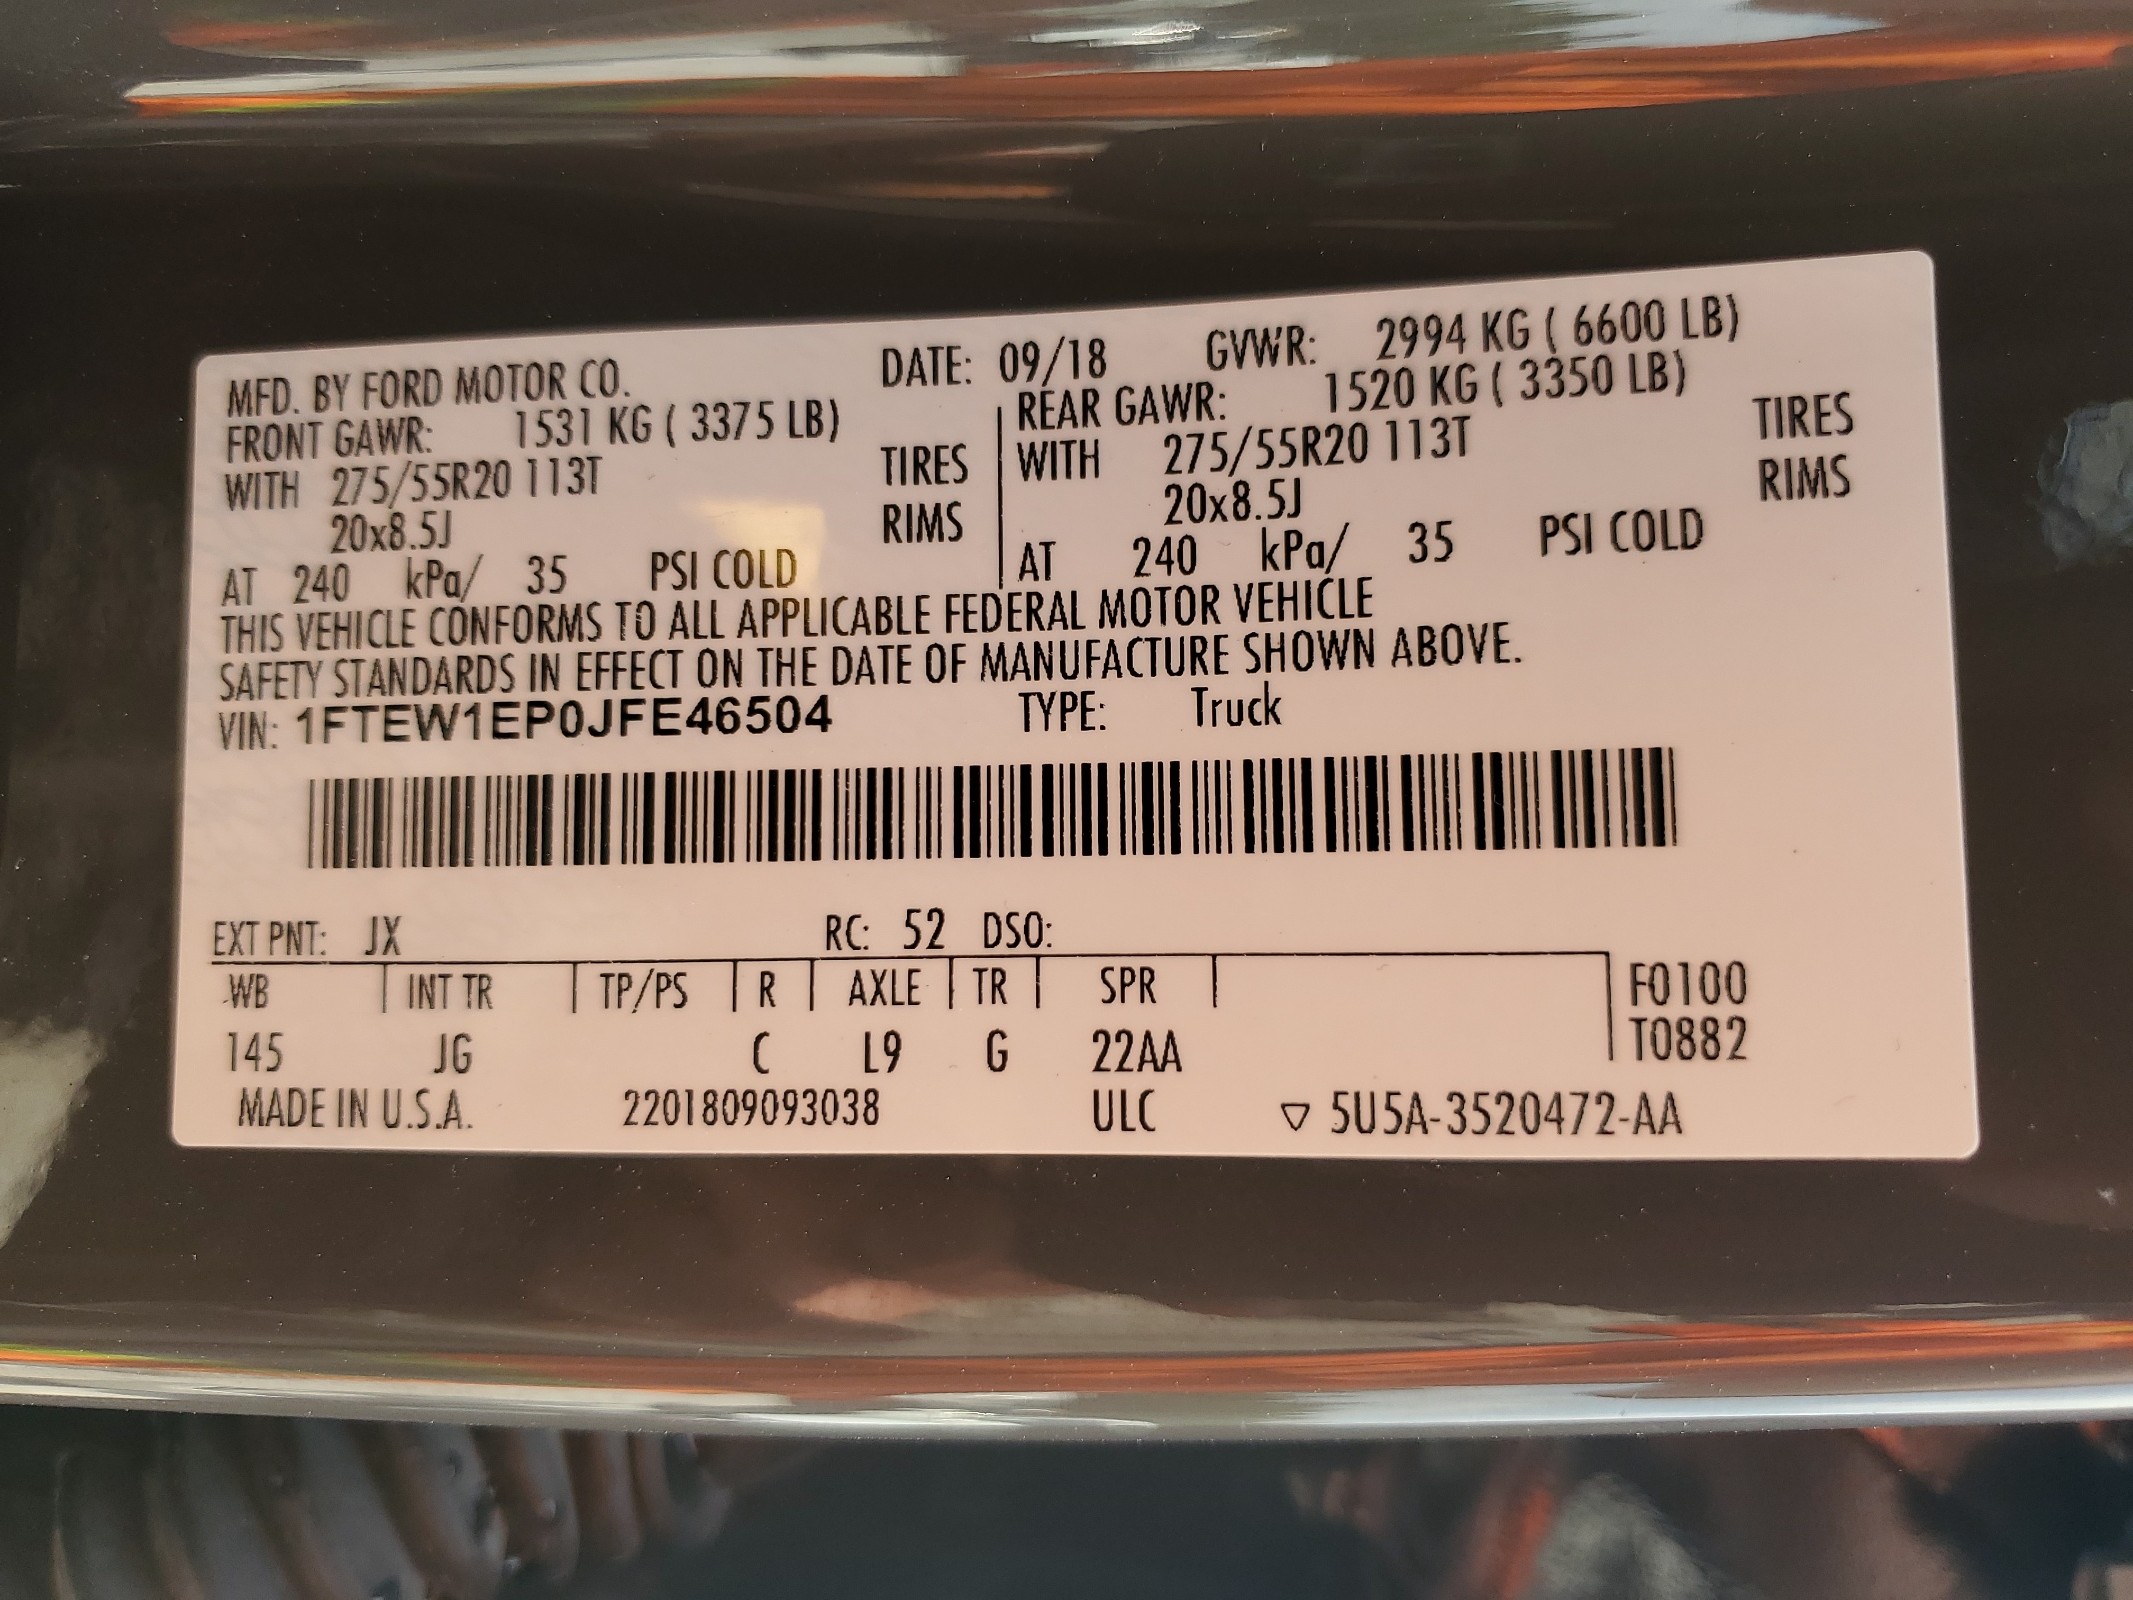 MFD. BY FORD MOTOR CO. DATE: 09/18 GVWR: 2994 KG ( 6600 LB)
FRONT GAWR: 1531 KG ( 3375 LB) REAR GAWR: 1520 KG ( 3350 LB)
WITH 275/55R20 113T TIRES WITH 275/55R20 113T TIRES
20x8.5J RIMS 20x8.5J RIMS
AT 240 kPa/ 35 PSI COLD AT 240 kPa/ 35 PSI COLD
THIS VEHICLE CONFORMS TO ALL APPLICABLE FEDERAL MOTOR VEHICLE
SAFETY STANDARDS IN EFFECT ON THE DATE OF MANUFACTURE SHOWN ABOVE.
VIN: 1FTEW1EP0JFE46504 TYPE: Truck
EXT PNT: JX RC: 52 DSO:
WB INT TR TP/PS R AXLE TR SPR F0100
145 JG C L9 G 22AA T0882
MADE IN U.S.A. 2201809093038 ULC ▽ 5U5A-3520472-AA